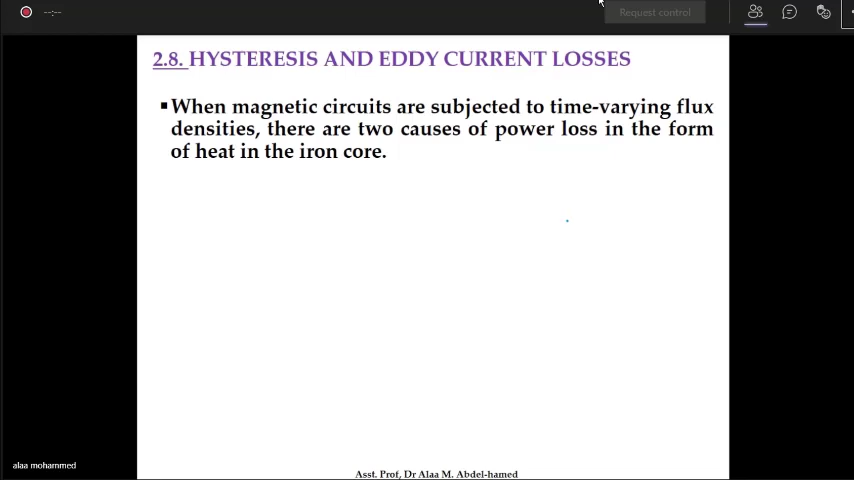 Request control
--:--
2.8. HYSTERESIS AND EDDY CURRENT LOSSES
▪When magnetic circuits are subjected to time-varying flux
densities, there are two causes of power loss in the form
of heat in the iron core.
alaa mohammed
Asst. Prof, Dr Alaa M. Abdel-hamed